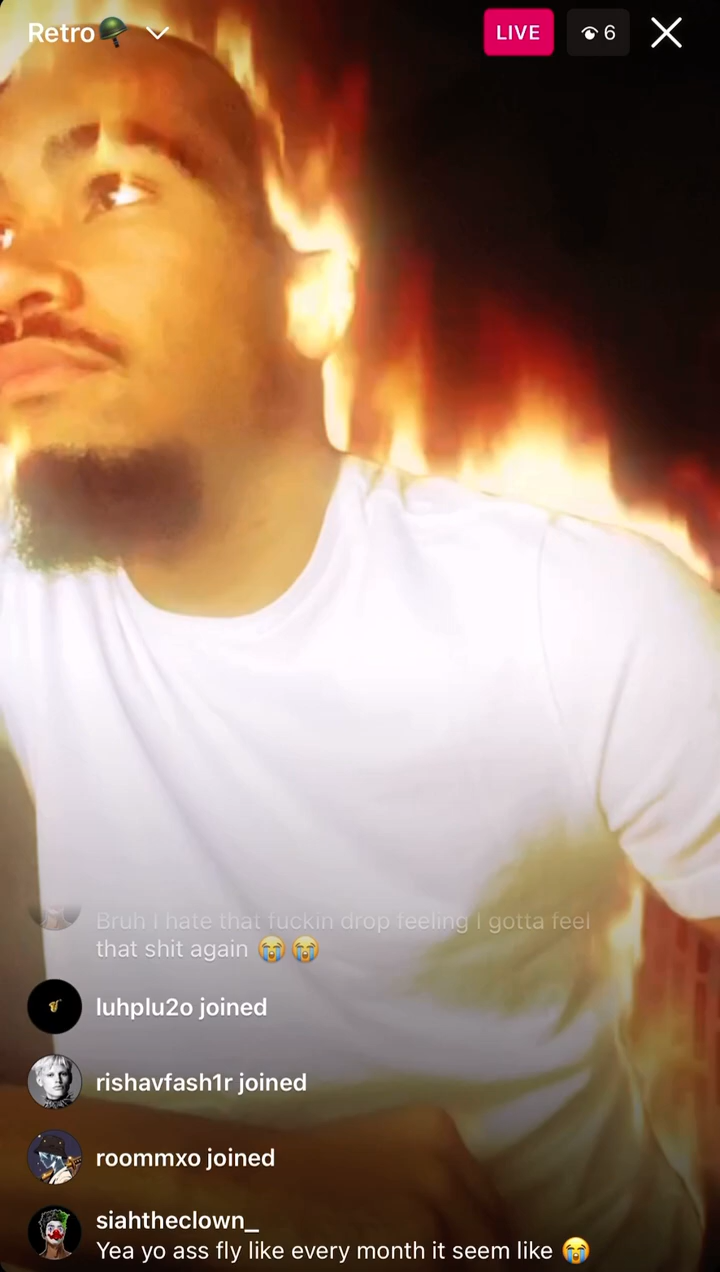 Retro🪖
LIVE
6
Bruh I hate that fuckin drop feeling I gotta feel
that shit again 😭😭
luhplu2o joined
rishavfash1r joined
roommxo joined
siahtheclown_
Yea yo ass fly like every month it seem like 😭